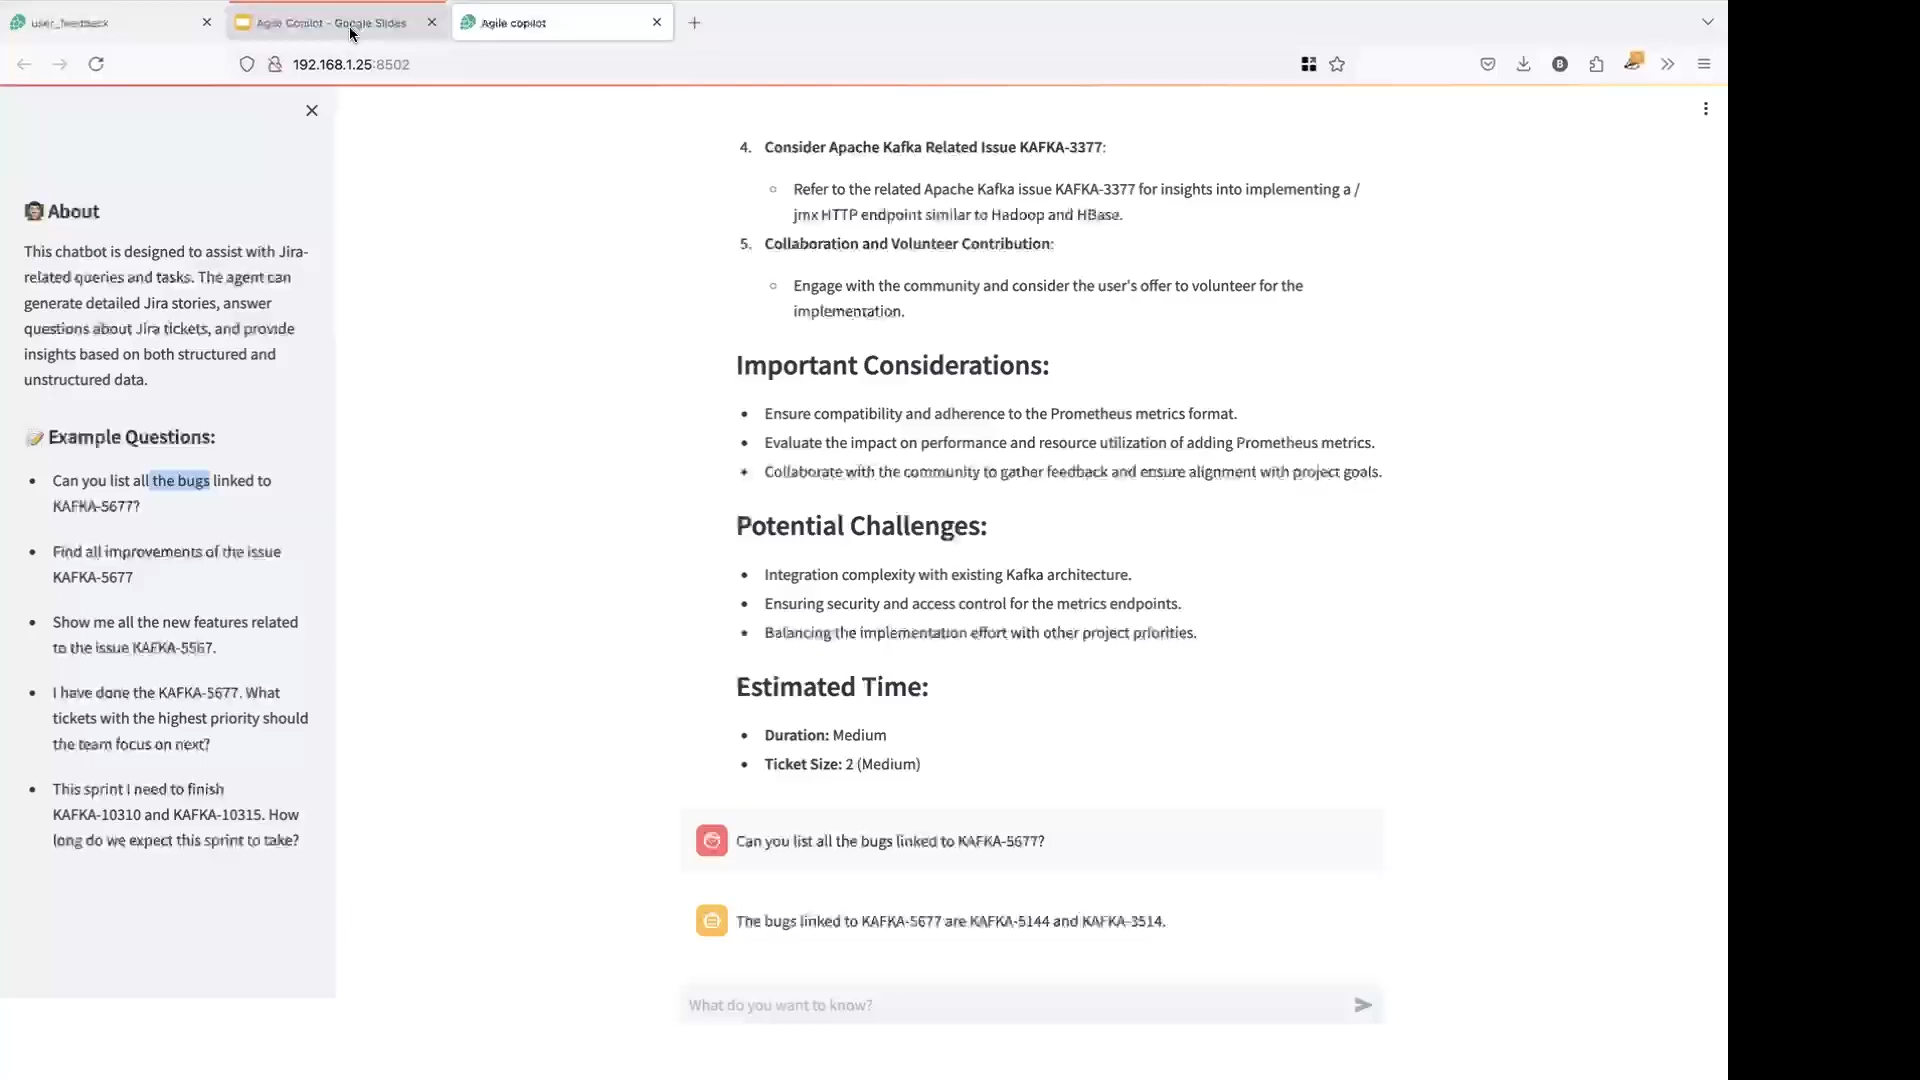 user_feedback
Agile Copilot - Google Slides
Agile copilot
192.168.1.25:8502
About
This chatbot is designed to assist with Jira-
related queries and tasks. The agent can
generate detailed Jira stories, answer
questions about Jira tickets, and provide
insights based on both structured and
unstructured data.
Example Questions:
• Can you list all the bugs linked to
KAFKA-5677?
• Find all improvements of the issue
KAFKA-5677
• Show me all the new features related
to the issue KAFKA-5567.
• I have done the KAFKA-5677. What
tickets with the highest priority should
the team focus on next?
• This sprint I need to finish
KAFKA-10310 and KAFKA-10315. How
long do we expect this sprint to take?
4. Consider Apache Kafka Related Issue KAFKA-3377:
Refer to the related Apache Kafka issue KAFKA-3377 for insights into implementing a /
jmx HTTP endpoint similar to Hadoop and HBase.
5. Collaboration and Volunteer Contribution:
Engage with the community and consider the user's offer to volunteer for the
implementation.
Important Considerations:
• Ensure compatibility and adherence to the Prometheus metrics format.
• Evaluate the impact on performance and resource utilization of adding Prometheus metrics.
• Collaborate with the community to gather feedback and ensure alignment with project goals.
Potential Challenges:
• Integration complexity with existing Kafka architecture.
• Ensuring security and access control for the metrics endpoints.
• Balancing the implementation effort with other project priorities.
Estimated Time:
• Duration: Medium
• Ticket Size: 2 (Medium)
Can you list all the bugs linked to KAFKA-5677?
The bugs linked to KAFKA-5677 are KAFKA-5144 and KAFKA-3514.
What do you want to know?